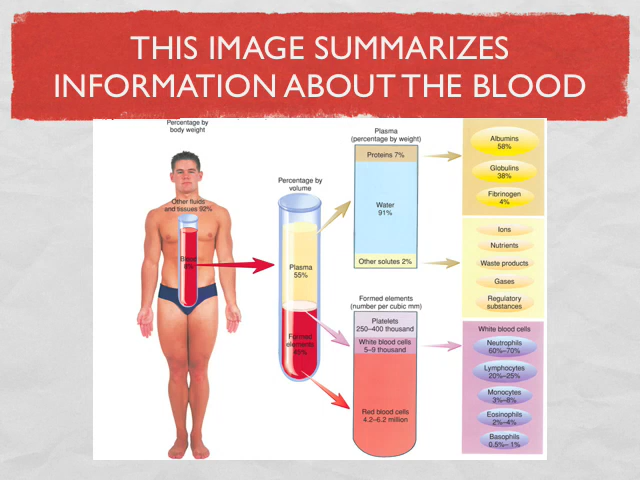 THIS IMAGE SUMMARIZES
INFORMATION ABOUT THE BLOOD
Percentage by
body weight
Other fluids
and tissues 92%
Blood
8%
Percentage by
volume
Plasma
55%
Formed
elements
45%
Plasma
(percentage by weight)
Proteins 7%
Water
91%
Other solutes 2%
Formed elements
(number per cubic mm)
Platelets
250–400 thousand
White blood cells
5–9 thousand
Red blood cells
4.2–6.2 million
Albumins
58%
Globulins
38%
Fibrinogen
4%
Ions
Nutrients
Waste products
Gases
Regulatory
substances
White blood cells
Neutrophils
60%–70%
Lymphocytes
20%–25%
Monocytes
3%–8%
Eosinophils
2%–4%
Basophils
0.5%–1%